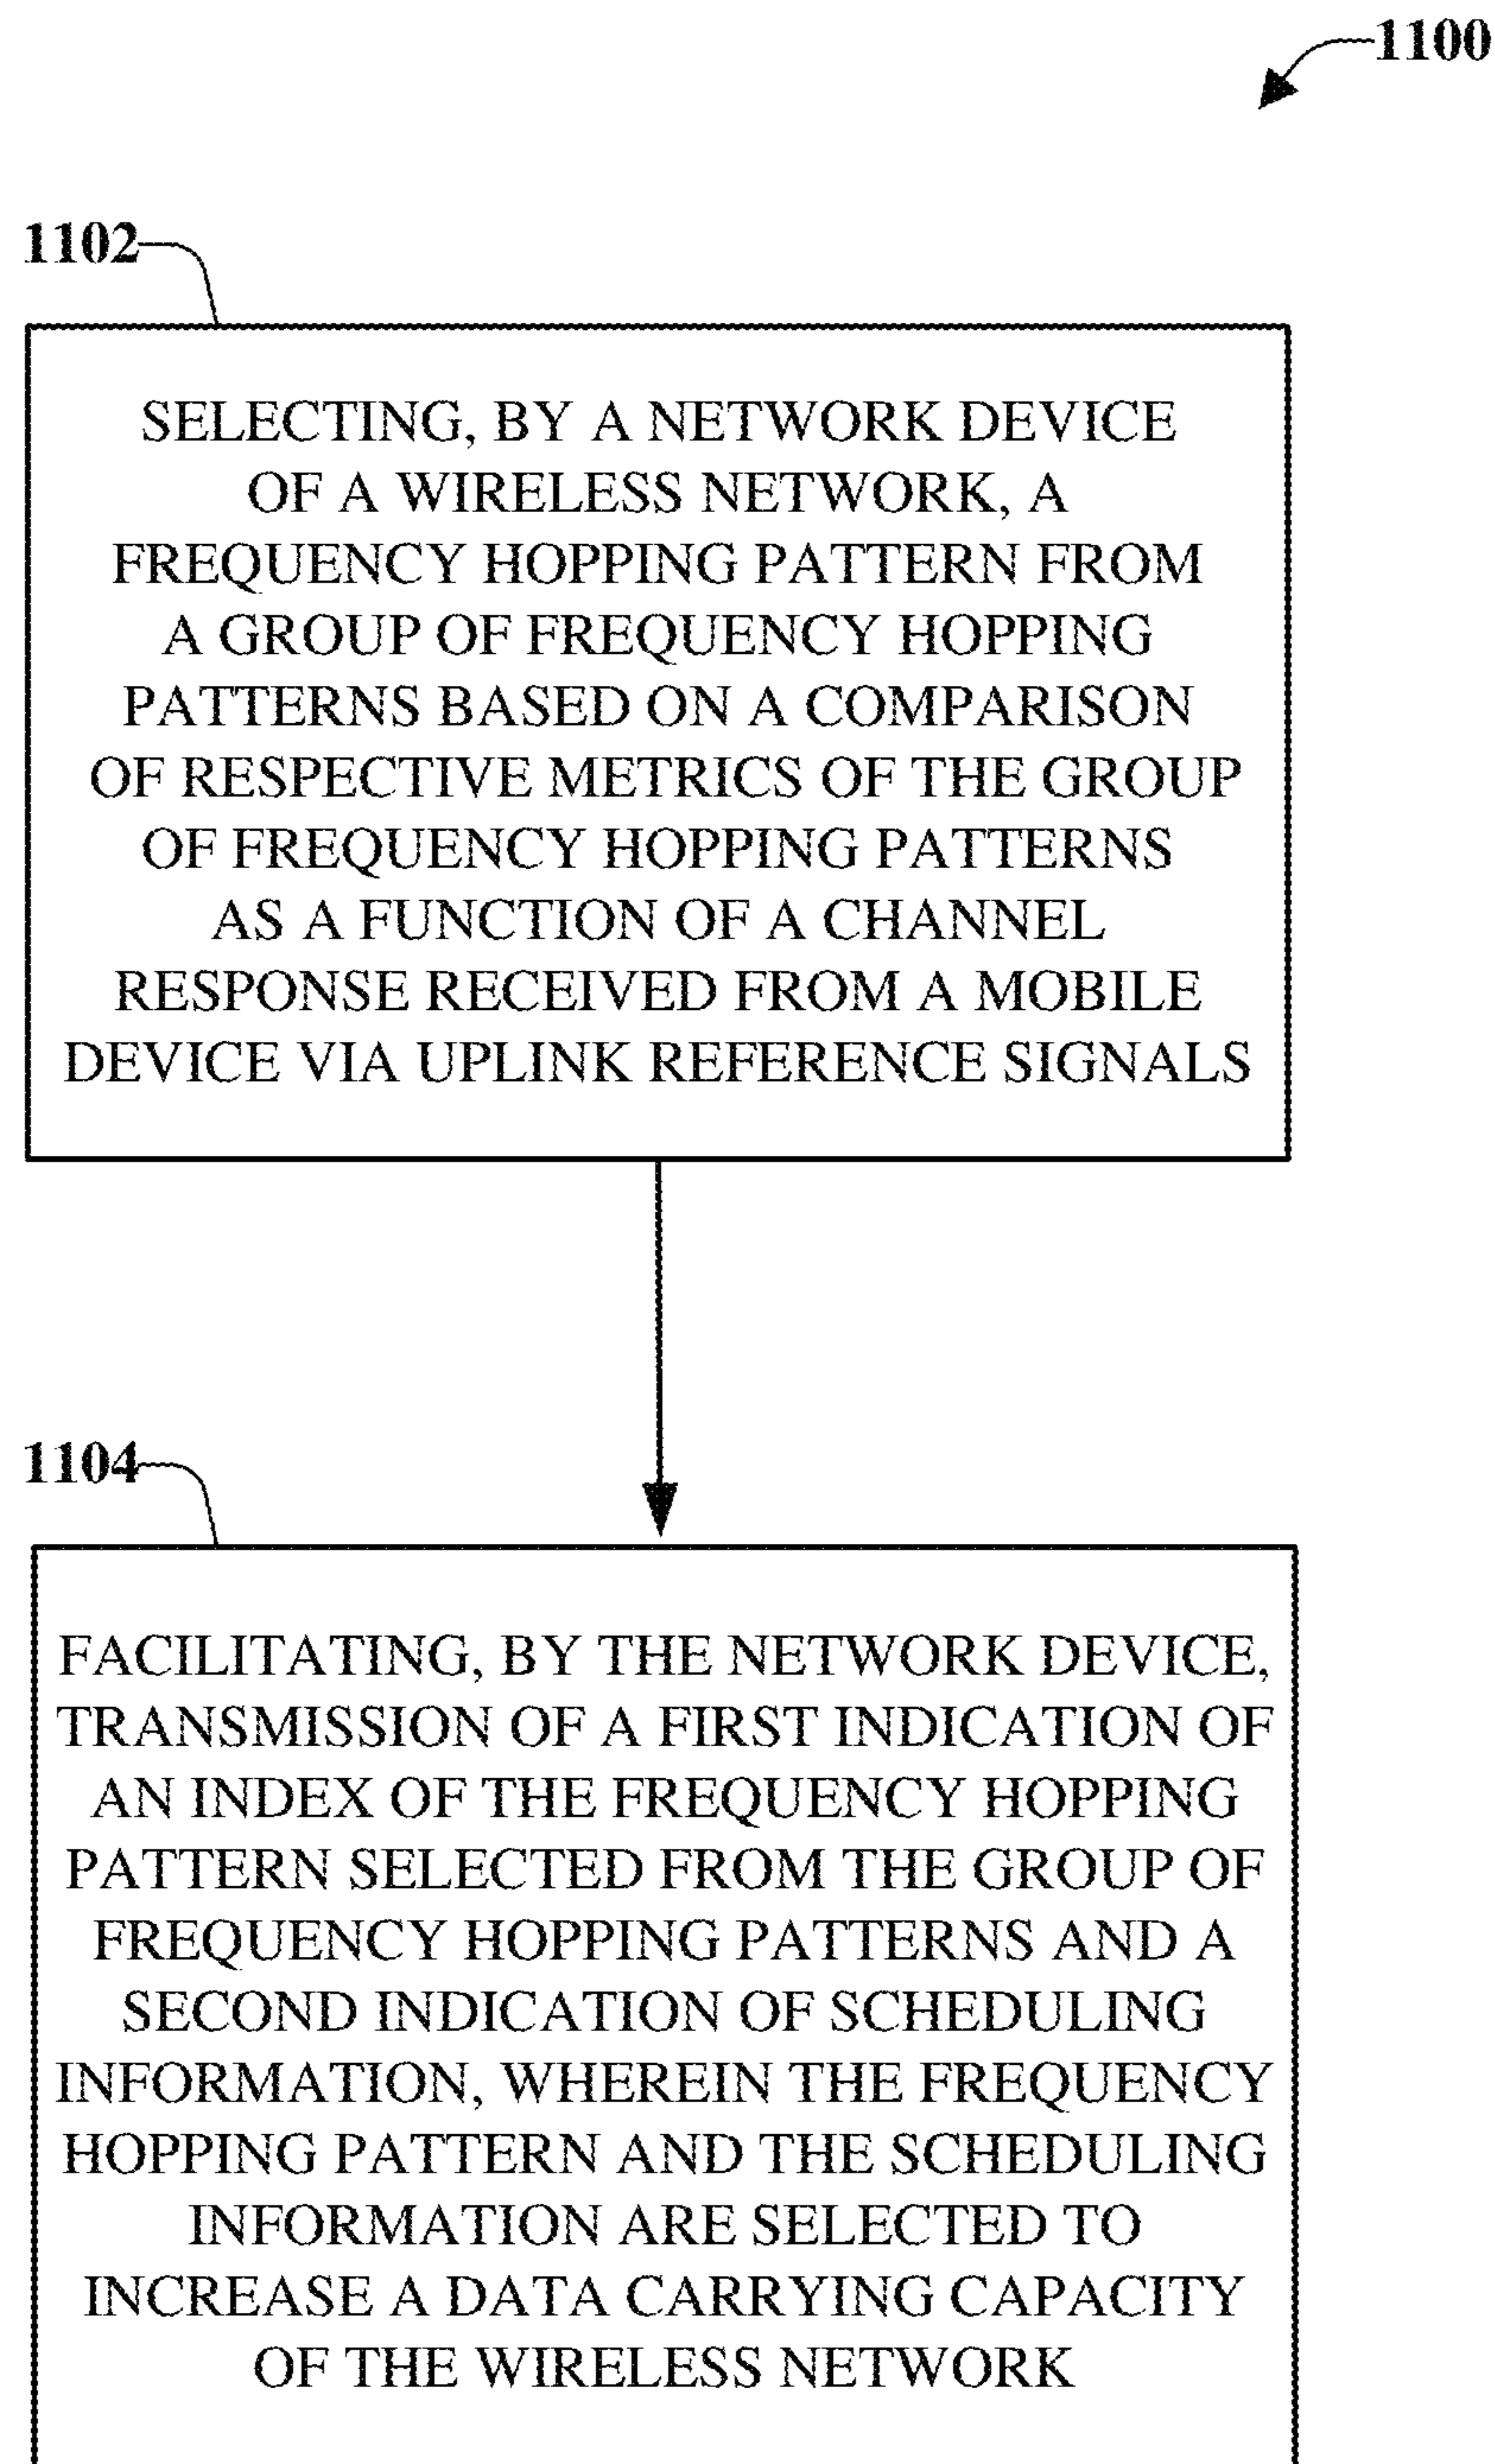 1100
1102
SELECTING, BY A NETWORK DEVICE
OF A WIRELESS NETWORK, A
FREQUENCY HOPPING PATTERN FROM
A GROUP OF FREQUENCY HOPPING
PATTERNS BASED ON A COMPARISON
OF RESPECTIVE METRICS OF THE GROUP
OF FREQUENCY HOPPING PATTERNS
AS A FUNCTION OF A CHANNEL
RESPONSE RECEIVED FROM A MOBILE
DEVICE VIA UPLINK REFERENCE SIGNALS
1104
FACILITATING, BY THE NETWORK DEVICE,
TRANSMISSION OF A FIRST INDICATION OF
AN INDEX OF THE FREQUENCY HOPPING
PATTERN SELECTED FROM THE GROUP OF
FREQUENCY HOPPING PATTERNS AND A
SECOND INDICATION OF SCHEDULING
INFORMATION, WHEREIN THE FREQUENCY
HOPPING PATTERN AND THE SCHEDULING
INFORMATION ARE SELECTED TO
INCREASE A DATA CARRYING CAPACITY
OF THE WIRELESS NETWORK